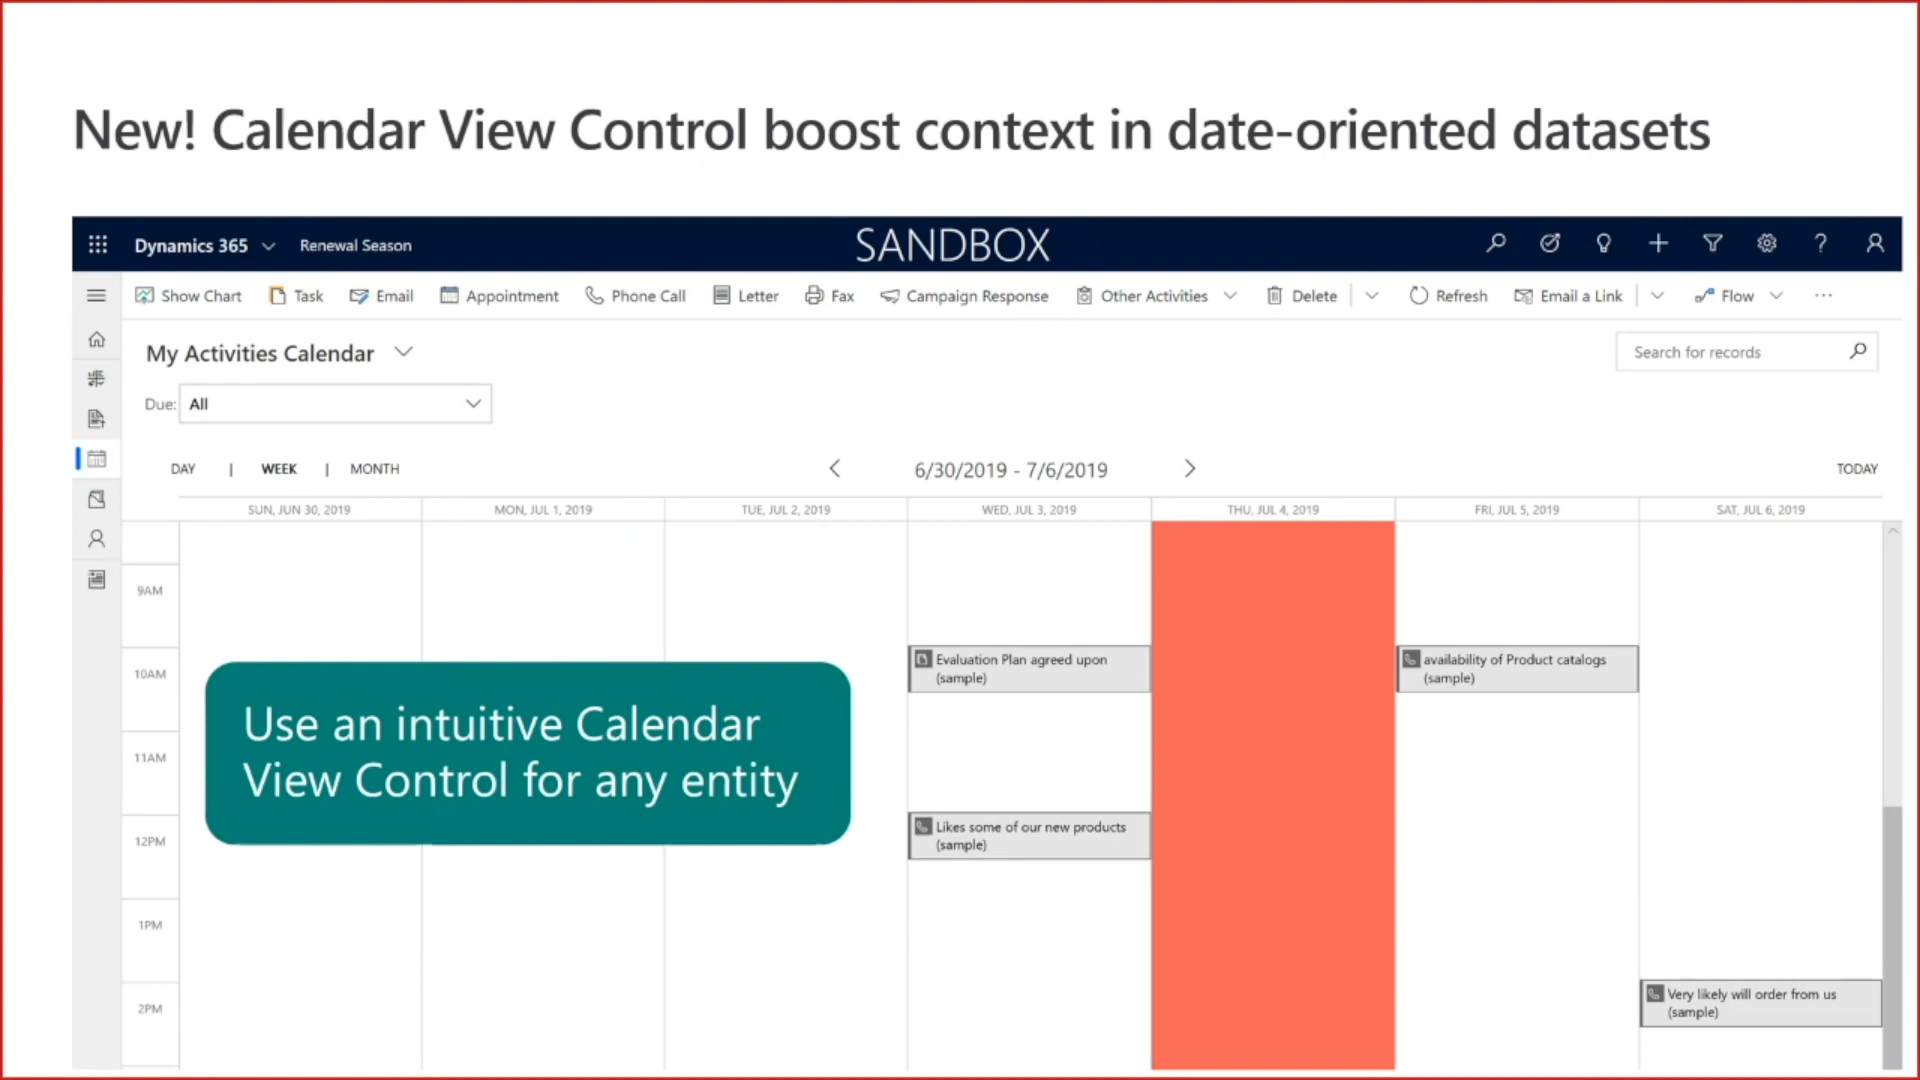 New! Calendar View Control boost context in date-oriented datasets
Dynamics 365 Renewal Season SANDBOX
Show Chart Task Email Appointment Phone Call Letter Fax Campaign Response Other Activities Delete Refresh Email a Link Flow
My Activities Calendar
Search for records
Due: All
DAY | WEEK | MONTH 6/30/2019 - 7/6/2019 TODAY
SUN, JUN 30, 2019 MON, JUL 1, 2019 TUE, JUL 2, 2019 WED, JUL 3, 2019 THU, JUL 4, 2019 FRI, JUL 5, 2019 SAT, JUL 6, 2019
9AM
10AM
Evaluation Plan agreed upon
(sample)
availability of Product catalogs
(sample)
Use an intuitive Calendar
View Control for any entity
11AM
12PM
Likes some of our new products
(sample)
1PM
2PM
Very likely will order from us
(sample)